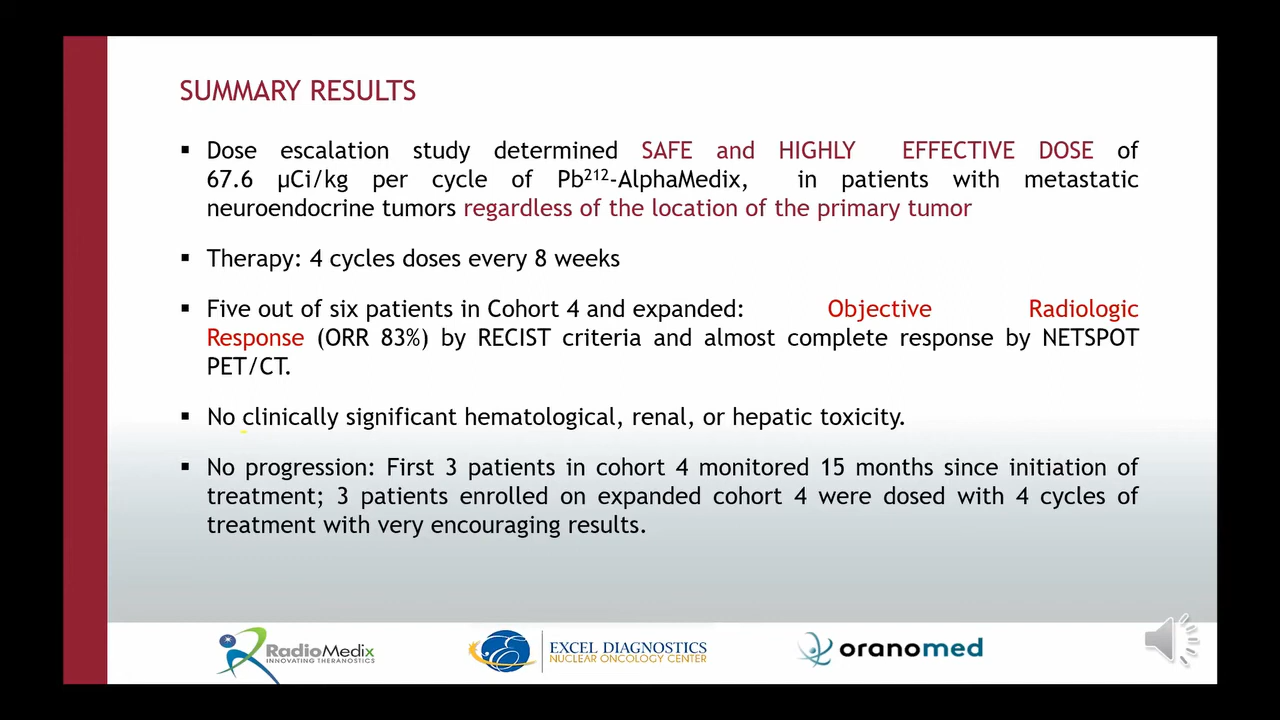 SUMMARY RESULTS
▪ Dose escalation study determined SAFE and HIGHLY EFFECTIVE DOSE of
67.6 µCi/kg per cycle of Pb²¹²-AlphaMedix, in patients with metastatic
neuroendocrine tumors regardless of the location of the primary tumor
▪ Therapy: 4 cycles doses every 8 weeks
▪ Five out of six patients in Cohort 4 and expanded: Objective Radiologic
Response (ORR 83%) by RECIST criteria and almost complete response by NETSPOT
PET/CT.
▪ No clinically significant hematological, renal, or hepatic toxicity.
▪ No progression: First 3 patients in cohort 4 monitored 15 months since initiation of
treatment; 3 patients enrolled on expanded cohort 4 were dosed with 4 cycles of
treatment with very encouraging results.
RadioMedix
INNOVATING THERANOSTICS
EXCEL DIAGNOSTICS
NUCLEAR ONCOLOGY CENTER
oranomed